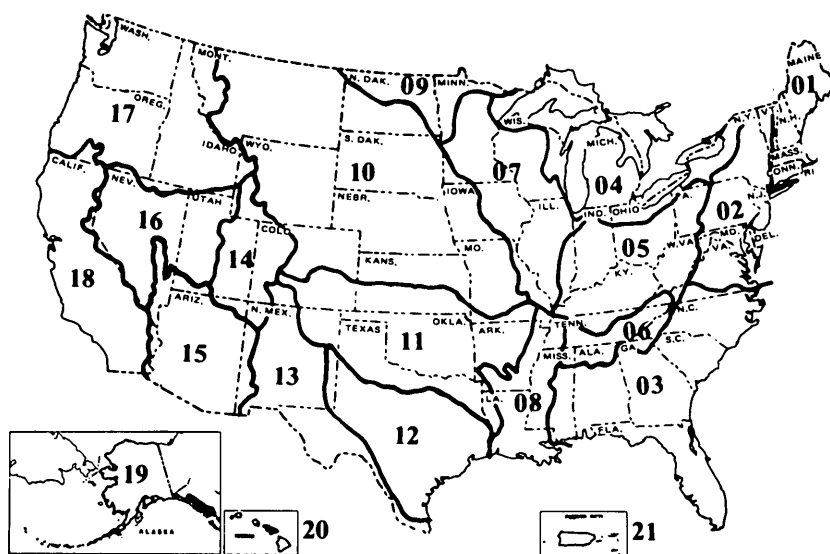 WASH.
MONT.
N. DAK.
09
MINN.
MAINE
01
OREG.
17
IDAHO
WYO.
S. DAK.
10
WIS.
MICH.
N.Y.
N.H.
MASS.
RI
CALIF.
NEV.
UTAH
NEBR.
IOWA
07
ILL.
IND.
OHIO
04
N.J.
02
MD.
DEL.
16
14
COLO
KANS.
MO.
05
KY.
W.VA
VA.
18
ARIZ.
N. MEX.
TEXAS
OKLA.
ARK.
TENN.
06
N.C.
15
13
11
MISS.
ALA.
GA.
S.C.
12
LA.
08
03
FLA.
19
ALASKA
20
21